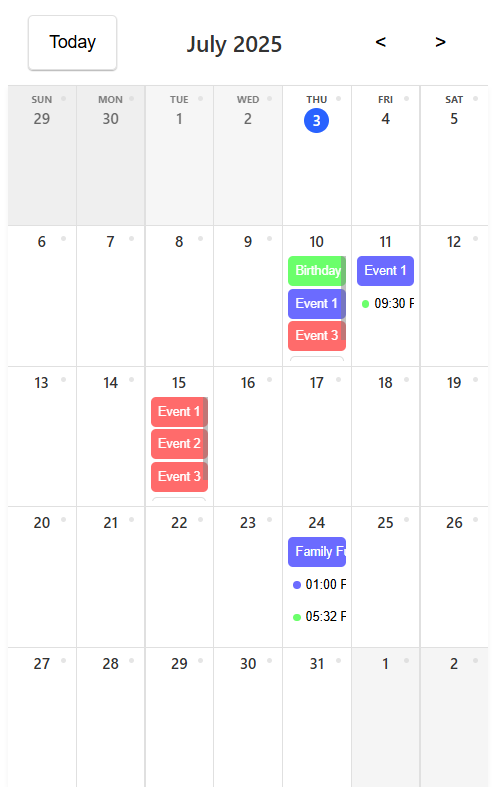 Today July 2025 < >
SUN MON TUE WED THU FRI SAT
29 30 1 2 3 4 5
6 7 8 9 10 11 12
Birthday Event 1
Event 1 09:30
Event 3
13 14 15 16 17 18 19
Event 1
Event 2
Event 3
20 21 22 23 24 25 26
Family
01:00
05:32
27 28 29 30 31 1 2